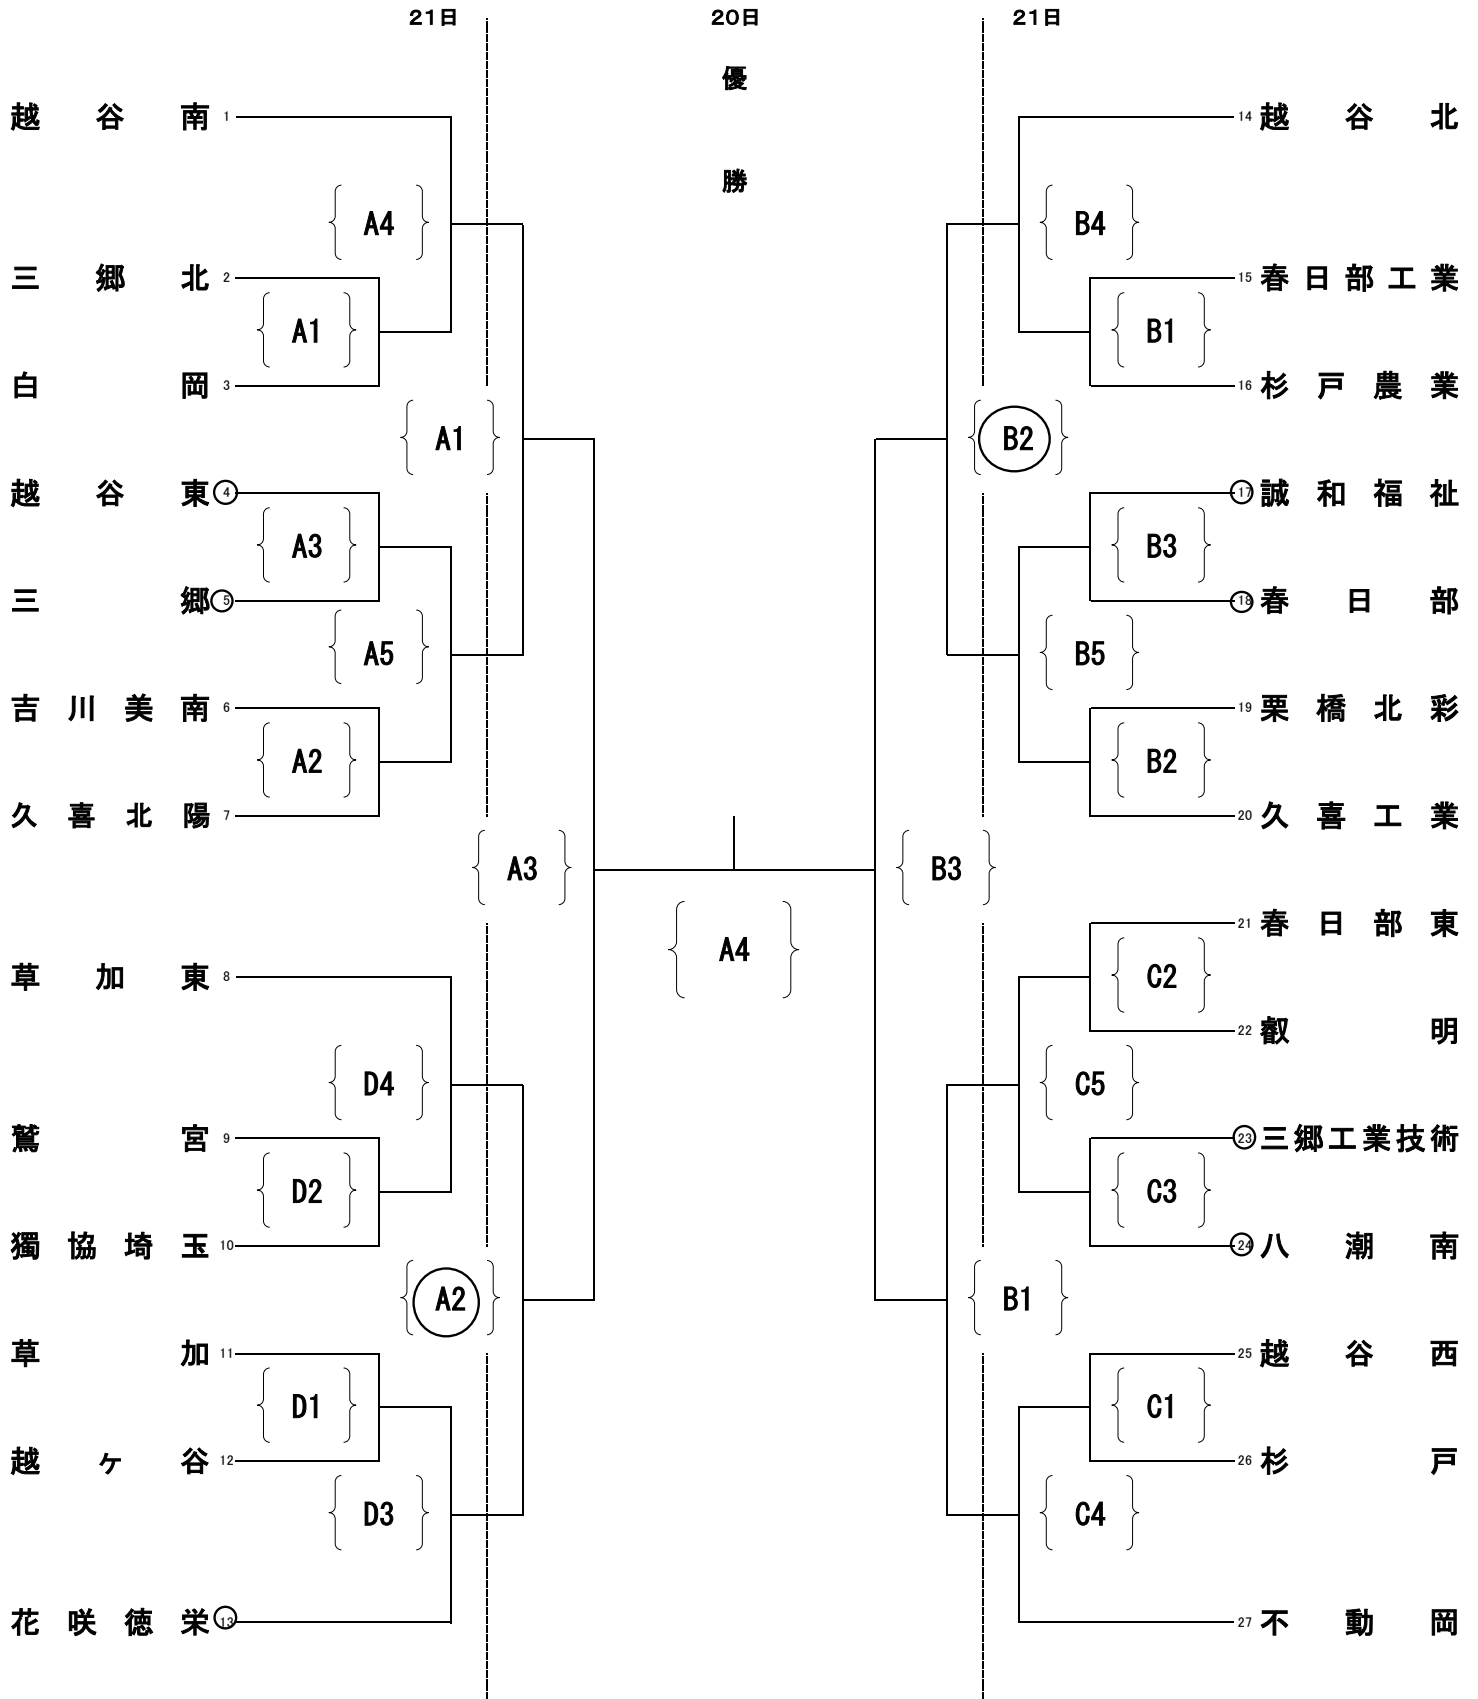 21日 20日 21日
優
勝
越谷南 1 14 越谷北
A4 B4
三郷北 2 15 春日部工業
A1 B1
白岡 3 16 杉戸農業
A1 B2
越谷東 4 17 誠和福祉
A3 B3
三郷 5 18 春日部
A5 B5
吉川美南 6 19 栗橋北彩
A2 B2
久喜北陽 7 20 久喜工業
A3 B3
21 春日部東
A4
草加東 8 C2
22 叡明
D4 C5
鷲宮 9 23 三郷工業技術
D2 C3
獨協埼玉 10 24 八潮南
A2 B1
草加 11 25 越谷西
D1 C1
越ヶ谷 12 26 杉戸
D3 C4
花咲徳栄 13 27 不動岡